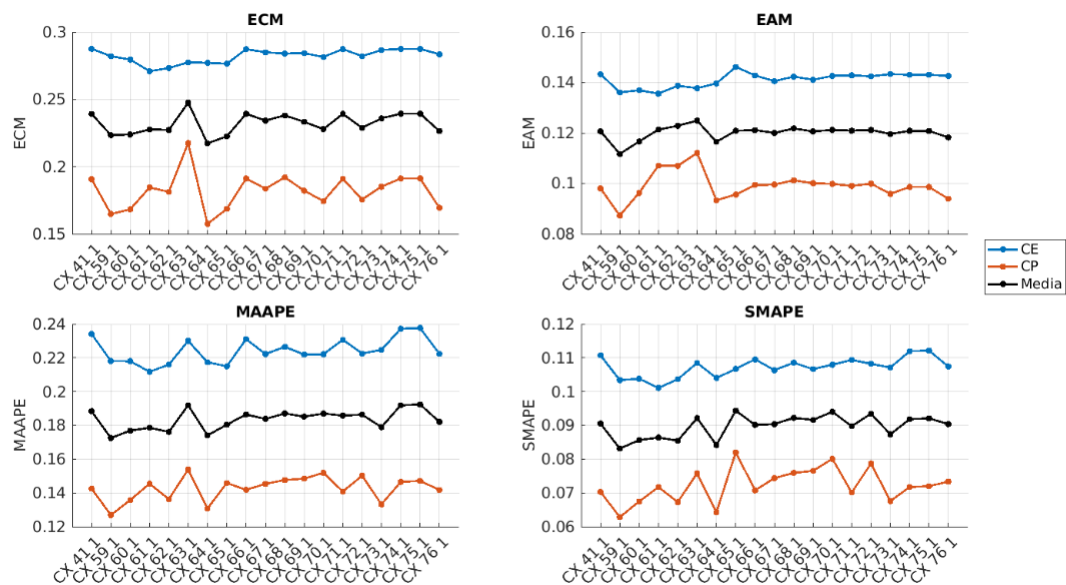 ECM
0.3
0.25
0.2
0.15
ECM
CX 41 1
CX 59 1
CX 60 1
CX 61 1
CX 62 1
CX 63 1
CX 64 1
CX 65 1
CX 66 1
CX 67 1
CX 68 1
CX 69 1
CX 70 1
CX 71 1
CX 72 1
CX 73 1
CX 74 1
CX 75 1
CX 76 1
EAM
0.16
0.14
0.12
0.1
0.08
EAM
CX 41 1
CX 59 1
CX 60 1
CX 61 1
CX 62 1
CX 63 1
CX 64 1
CX 65 1
CX 66 1
CX 67 1
CX 68 1
CX 69 1
CX 70 1
CX 71 1
CX 72 1
CX 73 1
CX 74 1
CX 75 1
CX 76 1
CE
CP
Media
MAAPE
0.24
0.22
0.2
0.18
0.16
0.14
0.12
MAAPE
CX 41 1
CX 59 1
CX 60 1
CX 61 1
CX 62 1
CX 63 1
CX 64 1
CX 65 1
CX 66 1
CX 67 1
CX 68 1
CX 69 1
CX 70 1
CX 71 1
CX 72 1
CX 73 1
CX 74 1
CX 75 1
CX 76 1
SMAPE
0.12
0.11
0.1
0.09
0.08
0.07
0.06
SMAPE
CX 41 1
CX 59 1
CX 60 1
CX 61 1
CX 62 1
CX 63 1
CX 64 1
CX 65 1
CX 66 1
CX 67 1
CX 68 1
CX 69 1
CX 70 1
CX 71 1
CX 72 1
CX 73 1
CX 74 1
CX 75 1
CX 76 1